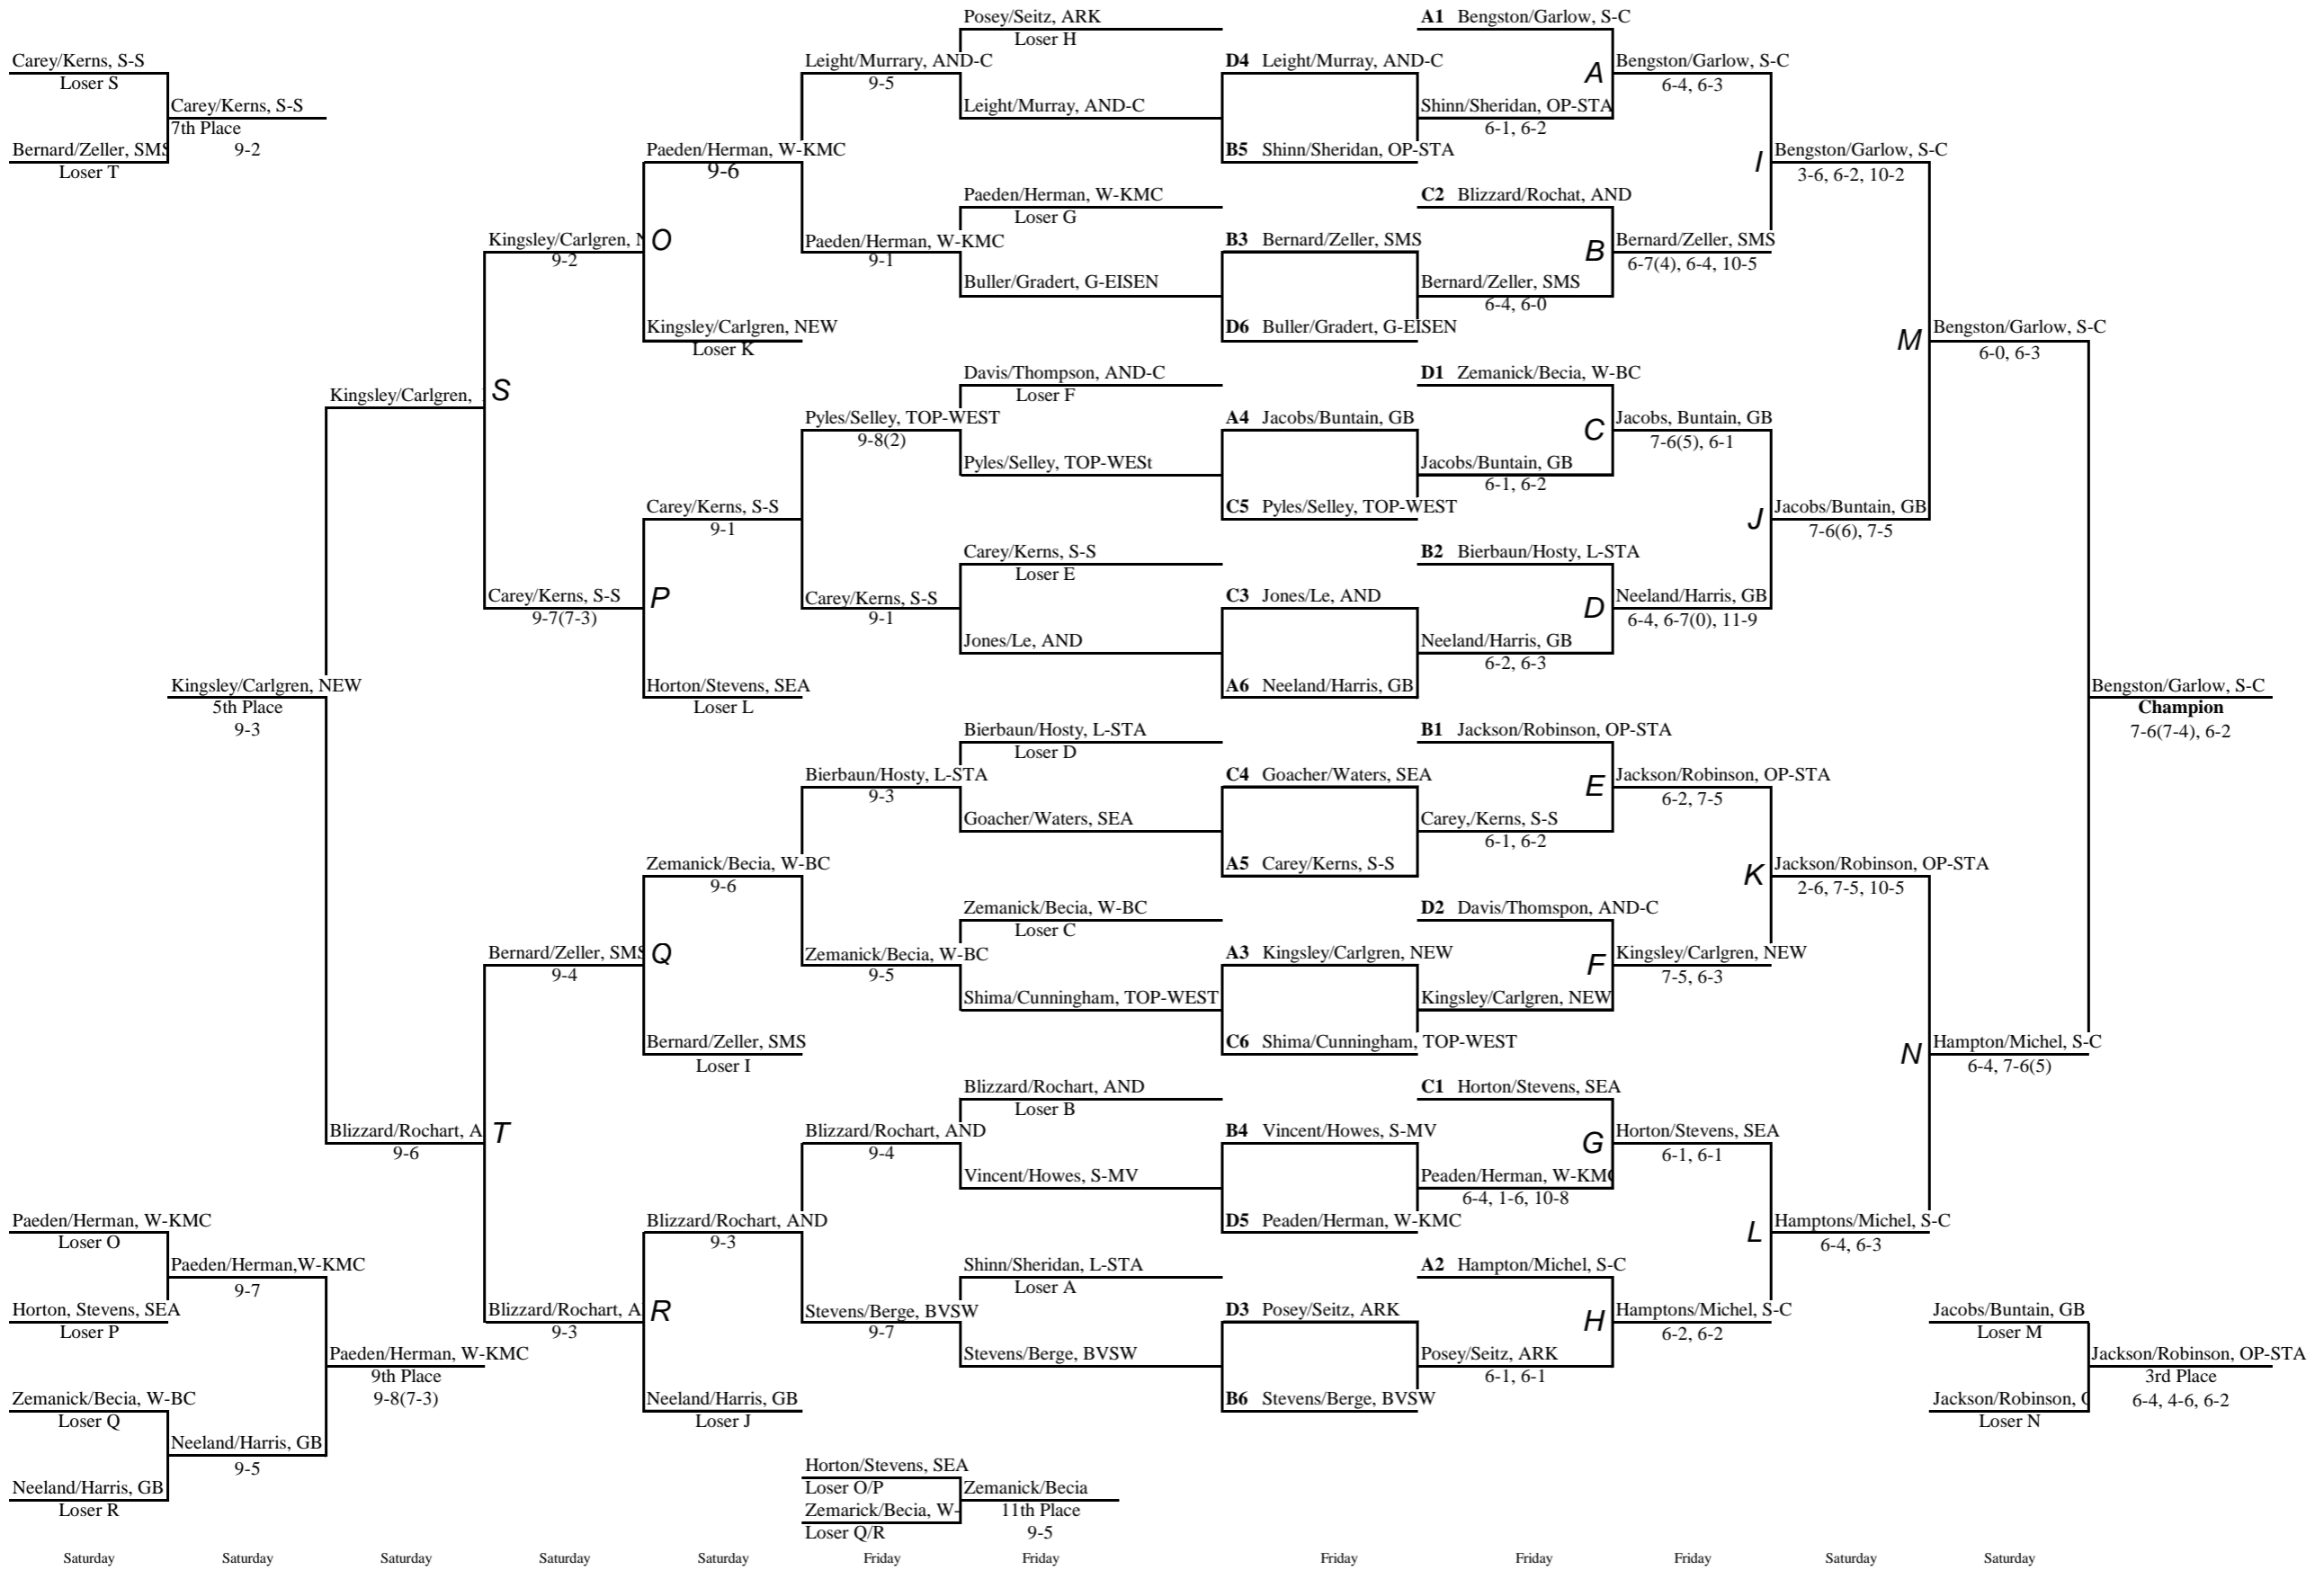 Posey/Seitz, ARK
Loser H
A1 Bengston/Garlow, S-C
Carey/Kerns, S-S
Loser S
Leight/Murrary, AND-C
9-5
D4 Leight/Murray, AND-C
A
Bengston/Garlow, S-C
6-4, 6-3
Carey/Kerns, S-S
7th Place
9-2
Leight/Murray, AND-C
Shinn/Sheridan, OP-STA
6-1, 6-2
Bernard/Zeller, SMS
Loser T
Paeden/Herman, W-KMC
9-6
B5 Shinn/Sheridan, OP-STA
I
Bengston/Garlow, S-C
3-6, 6-2, 10-2
Paeden/Herman, W-KMC
Loser G
C2 Blizzard/Rochat, AND
Kingsley/Carlgren, N
9-2
O
Paeden/Herman, W-KMC
9-1
B3 Bernard/Zeller, SMS
B
Bernard/Zeller, SMS
6-7(4), 6-4, 10-5
Buller/Gradert, G-EISEN
Bernard/Zeller, SMS
6-4, 6-0
Kingsley/Carlgren, NEW
Loser K
D6 Buller/Gradert, G-EISEN
M
Bengston/Garlow, S-C
6-0, 6-3
Davis/Thompson, AND-C
Loser F
D1 Zemanick/Becia, W-BC
Kingsley/Carlgren,
S
Pyles/Selley, TOP-WEST
9-8(2)
A4 Jacobs/Buntain, GB
C
Jacobs, Buntain, GB
7-6(5), 6-1
Pyles/Selley, TOP-WESt
Jacobs/Buntain, GB
6-1, 6-2
Carey/Kerns, S-S
9-1
C5 Pyles/Selley, TOP-WEST
J
Jacobs/Buntain, GB
7-6(6), 7-5
Carey/Kerns, S-S
Loser E
B2 Bierbaun/Hosty, L-STA
Carey/Kerns, S-S
9-7(7-3)
P
Carey/Kerns, S-S
9-1
C3 Jones/Le, AND
D
Neeland/Harris, GB
6-4, 6-7(0), 11-9
Jones/Le, AND
Neeland/Harris, GB
6-2, 6-3
Kingsley/Carlgren, NEW
5th Place
9-3
Horton/Stevens, SEA
Loser L
A6 Neeland/Harris, GB
Bengston/Garlow, S-C
Champion
7-6(7-4), 6-2
Bierbaun/Hosty, L-STA
Loser D
B1 Jackson/Robinson, OP-STA
Bierbaun/Hosty, L-STA
9-3
C4 Goacher/Waters, SEA
E
Jackson/Robinson, OP-STA
6-2, 7-5
Goacher/Waters, SEA
Carey,/Kerns, S-S
6-1, 6-2
Zemanick/Becia, W-BC
9-6
A5 Carey/Kerns, S-S
K
Jackson/Robinson, OP-STA
2-6, 7-5, 10-5
Zemanick/Becia, W-BC
Loser C
D2 Davis/Thomspon, AND-C
Bernard/Zeller, SMS
9-4
Q
Zemanick/Becia, W-BC
9-5
A3 Kingsley/Carlgren, NEW
F
Kingsley/Carlgren, NEW
7-5, 6-3
Shima/Cunningham, TOP-WEST
Kingsley/Carlgren, NEW
Bernard/Zeller, SMS
Loser I
C6 Shima/Cunningham, TOP-WEST
N
Hampton/Michel, S-C
6-4, 7-6(5)
Blizzard/Rochart, AND
Loser B
C1 Horton/Stevens, SEA
Blizzard/Rochart, A
9-6
T
Blizzard/Rochart, AND
9-4
B4 Vincent/Howes, S-MV
G
Horton/Stevens, SEA
6-1, 6-1
Vincent/Howes, S-MV
Peaden/Herman, W-KMC
6-4, 1-6, 10-8
Paeden/Herman, W-KMC
Loser O
Blizzard/Rochart, AND
9-3
D5 Peaden/Herman, W-KMC
L
Hamptons/Michel, S-C
6-4, 6-3
Paeden/Herman,W-KMC
9-7
Shinn/Sheridan, L-STA
Loser A
A2 Hampton/Michel, S-C
Horton, Stevens, SEA
Loser P
Blizzard/Rochart, A
9-3
R
Stevens/Berge, BVSW
9-7
D3 Posey/Seitz, ARK
H
Hamptons/Michel, S-C
6-2, 6-2
Jacobs/Buntain, GB
Loser M
Paeden/Herman, W-KMC
9th Place
9-8(7-3)
Stevens/Berge, BVSW
Posey/Seitz, ARK
6-1, 6-1
Jackson/Robinson, OP-STA
3rd Place
6-4, 4-6, 6-2
Zemanick/Becia, W-BC
Loser Q
Neeland/Harris, GB
Loser J
B6 Stevens/Berge, BVSW
Jackson/Robinson, O
Loser N
Neeland/Harris, GB
9-5
Horton/Stevens, SEA
Loser O/P
Neeland/Harris, GB
Loser R
Zemanick/Becia
11th Place
9-5
Zemarick/Becia, W-
Loser Q/R
Saturday Saturday Saturday Saturday Saturday Friday Friday Friday Friday Friday Saturday Saturday